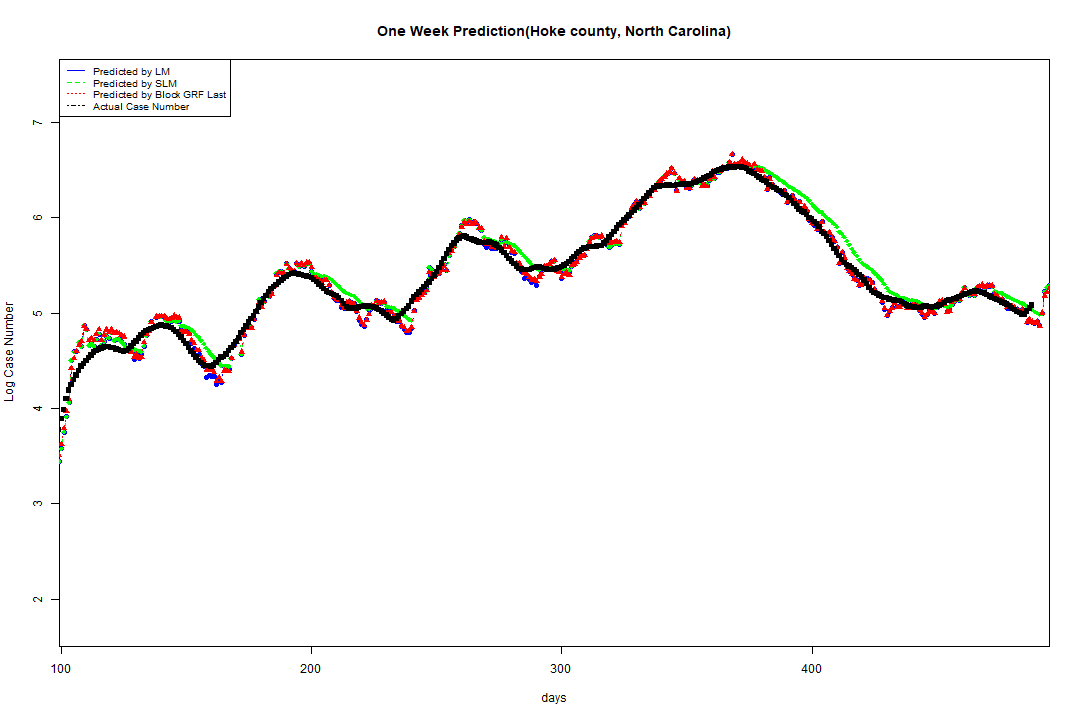 One Week Prediction(Hoke county, North Carolina)
Predicted by LM
Predicted by SLM
Predicted by Block GRF Last
Actual Case Number
7
6
5
4
3
2
Log Case Number
100 200 300 400
days